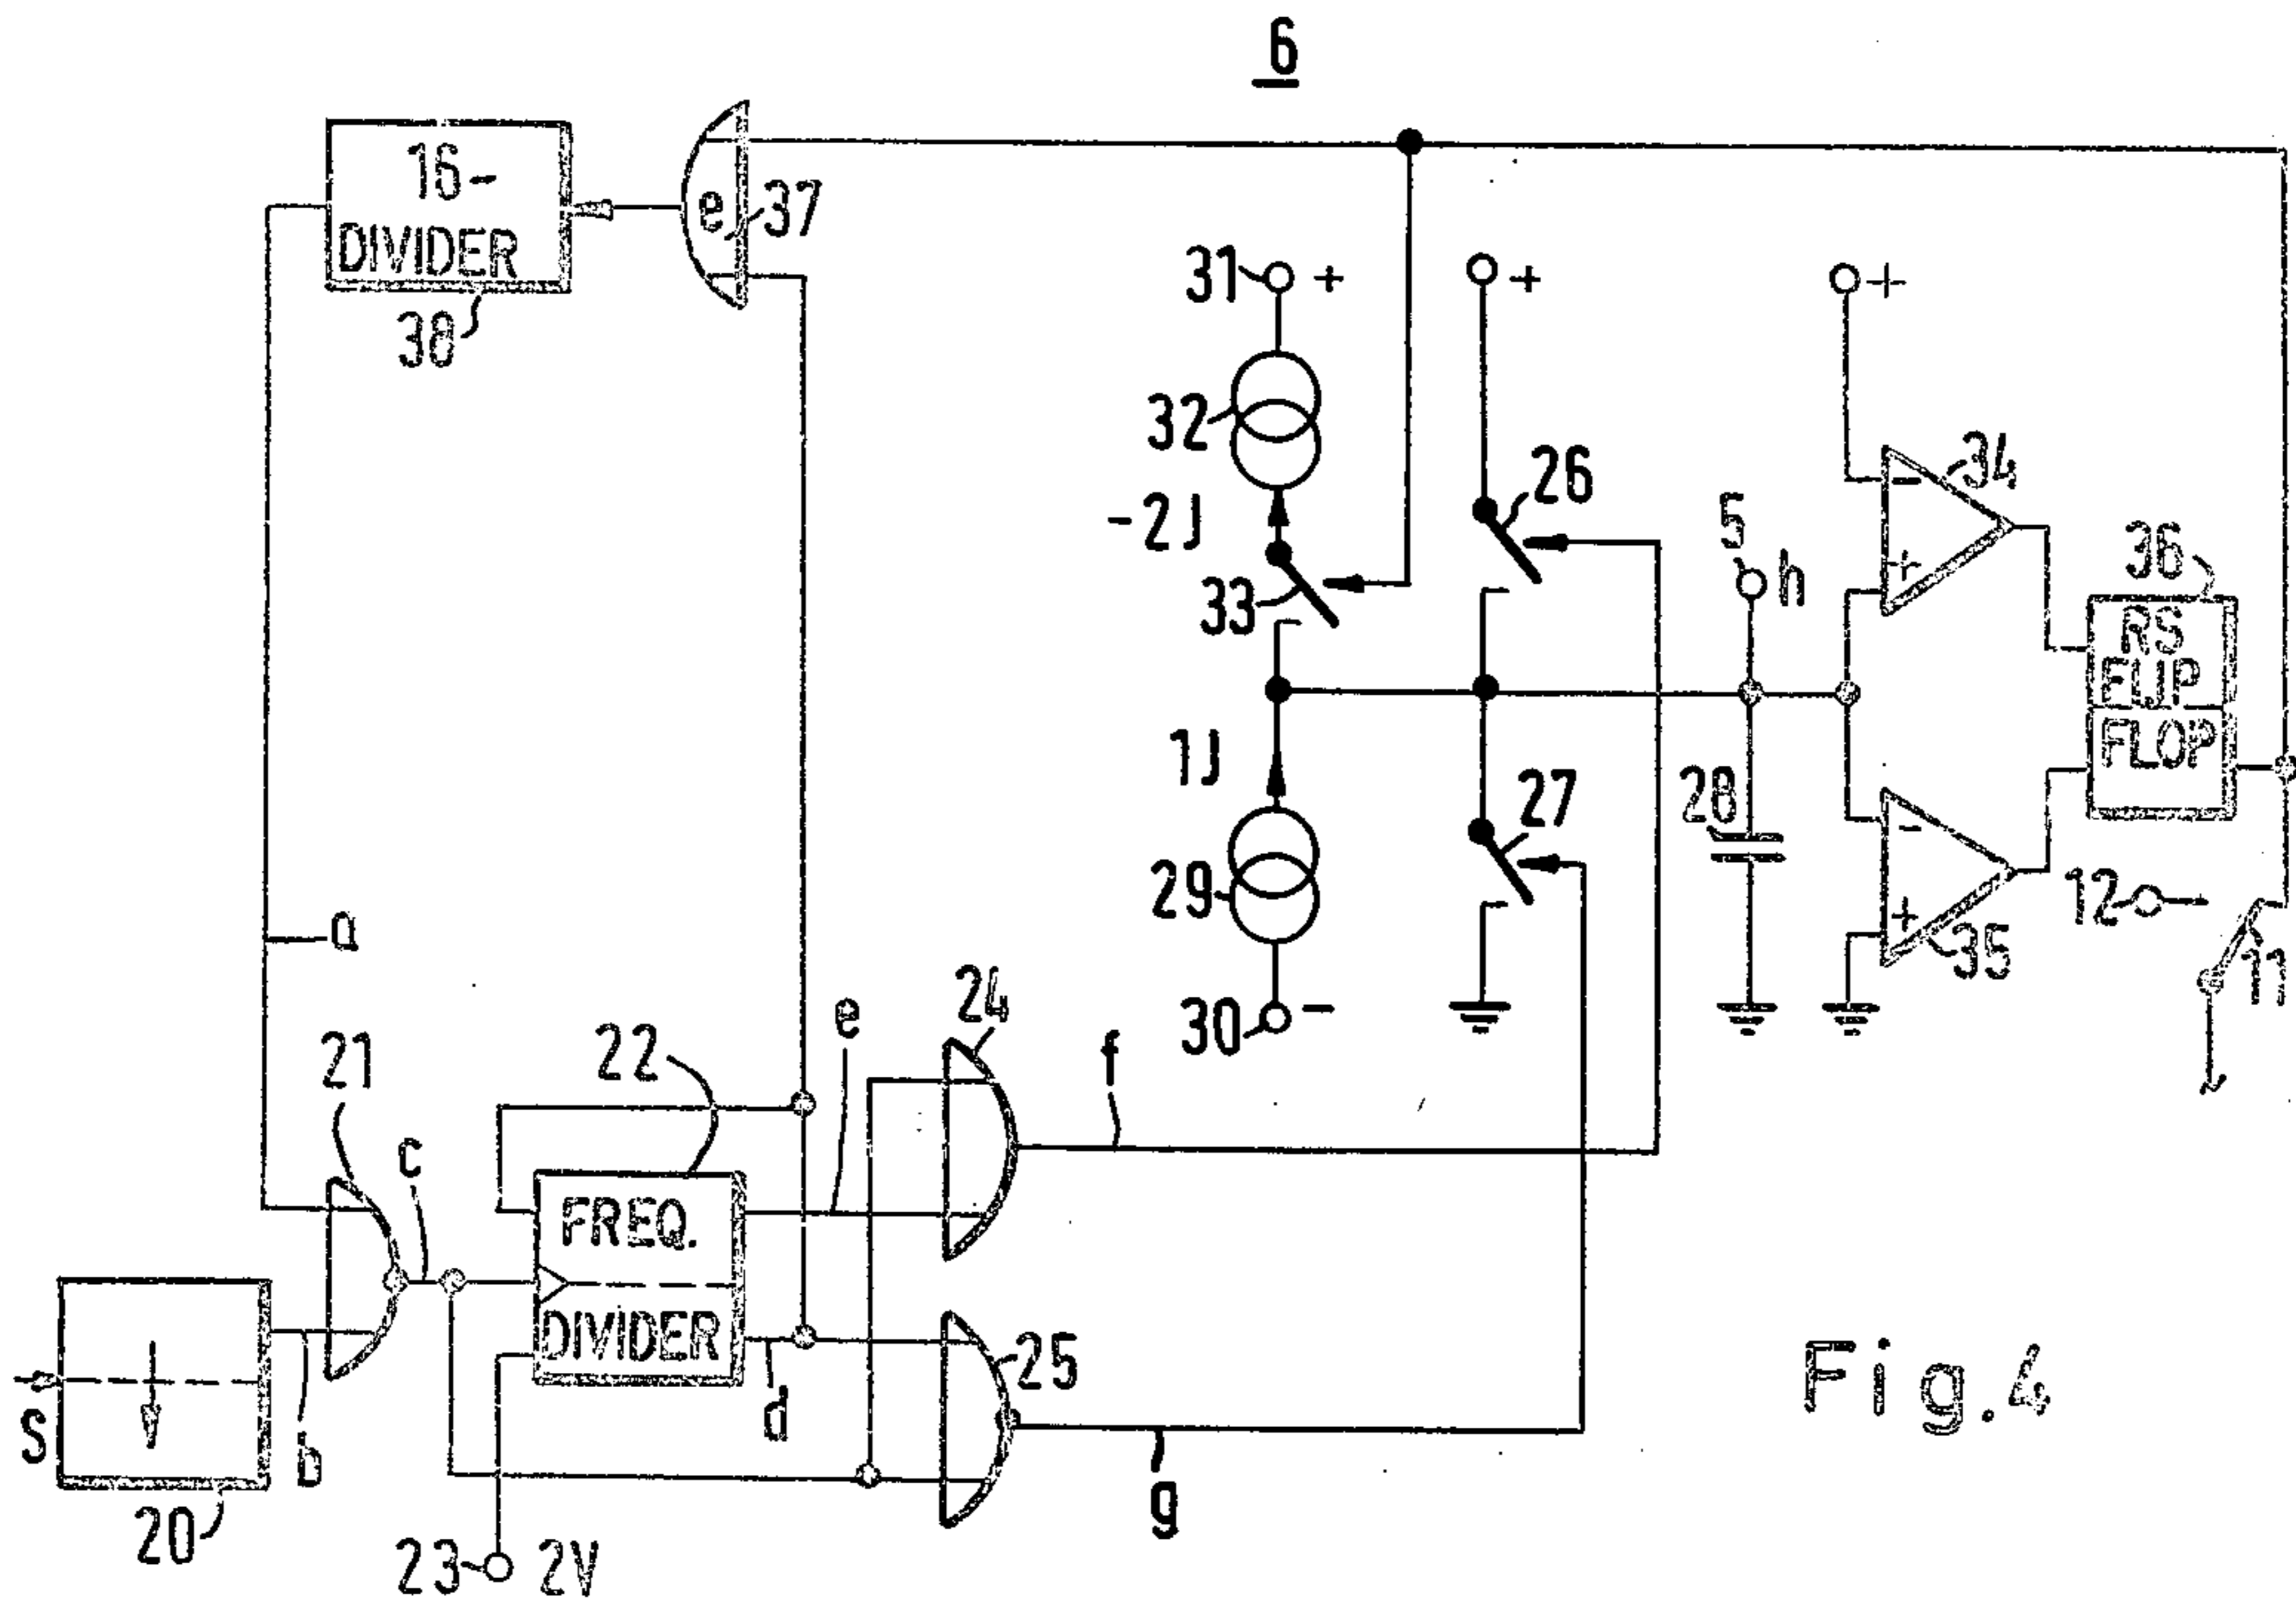 6
16-
DIVIDER
38
e
37
31
+
+
+
32
-2J
33
26
34
-
+
5
h
36
RS
FLIP
FLOP
1J
29
30
-
27
28
-
+
35
12
11
a
21
c
22
e
24
f
FREQ.
DIVIDER
d
25
g
S
b
20
23
2V
Fig.4